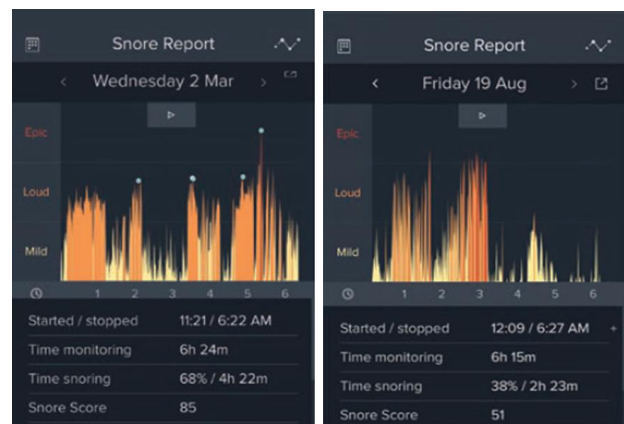 Snore Report
Wednesday 2 Mar
Epic
Loud
Mild
1 2 3 4 5 6
Started / stopped 11:21 / 6:22 AM
Time monitoring 6h 24m
Time snoring 68% / 4h 22m
Snore Score 85
Snore Report
Friday 19 Aug
Epic
Loud
Mild
1 2 3 4 5 6
Started / stopped 12:09 / 6:27 AM +
Time monitoring 6h 15m
Time snoring 38% / 2h 23m
Snore Score 51